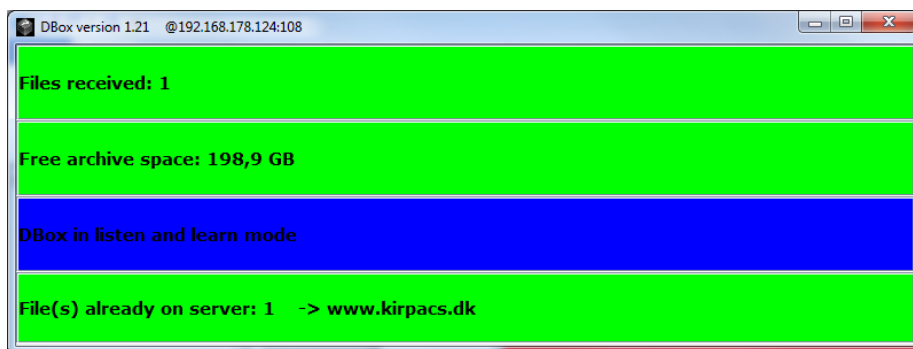 DBox version 1.21 @192.168.178.124:108
Files received: 1
Free archive space: 198,9 GB
DBox in listen and learn mode
File(s) already on server: 1 -> www.kirpacs.dk